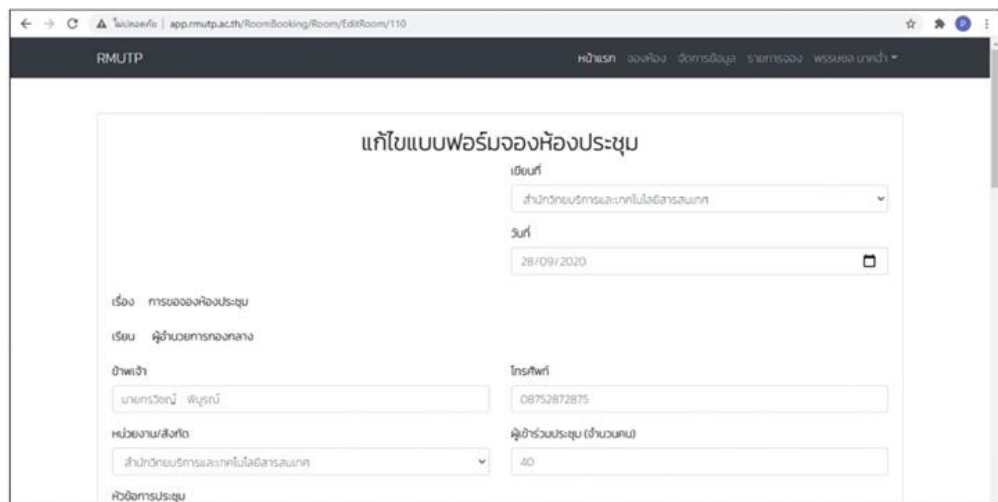 ไม่ปลอดภัย | app.rmutp.ac.th/RoomBooking/Room/EditRoom/110
P
RMUTP
หน้าแรก จองห้อง จัดการข้อมูล รายการจอง
แก้ไขแบบฟอร์มจองห้องประชุม
เขียนที่
สำนักวิทยบริการและเทคโนโลยีสารสนเทศ
วันที่
28/09/2020
เรื่อง การขอจองห้องประชุม
เรียน ผู้อำนวยการกองกลาง
ข้าพเจ้า โทรศัพท์
08752872875
หน่วยงาน/สังกัด ผู้เข้าร่วมประชุม (จำนวนคน)
สำนักวิทยบริการและเทคโนโลยีสารสนเทศ 40
หัวข้อการประชุม